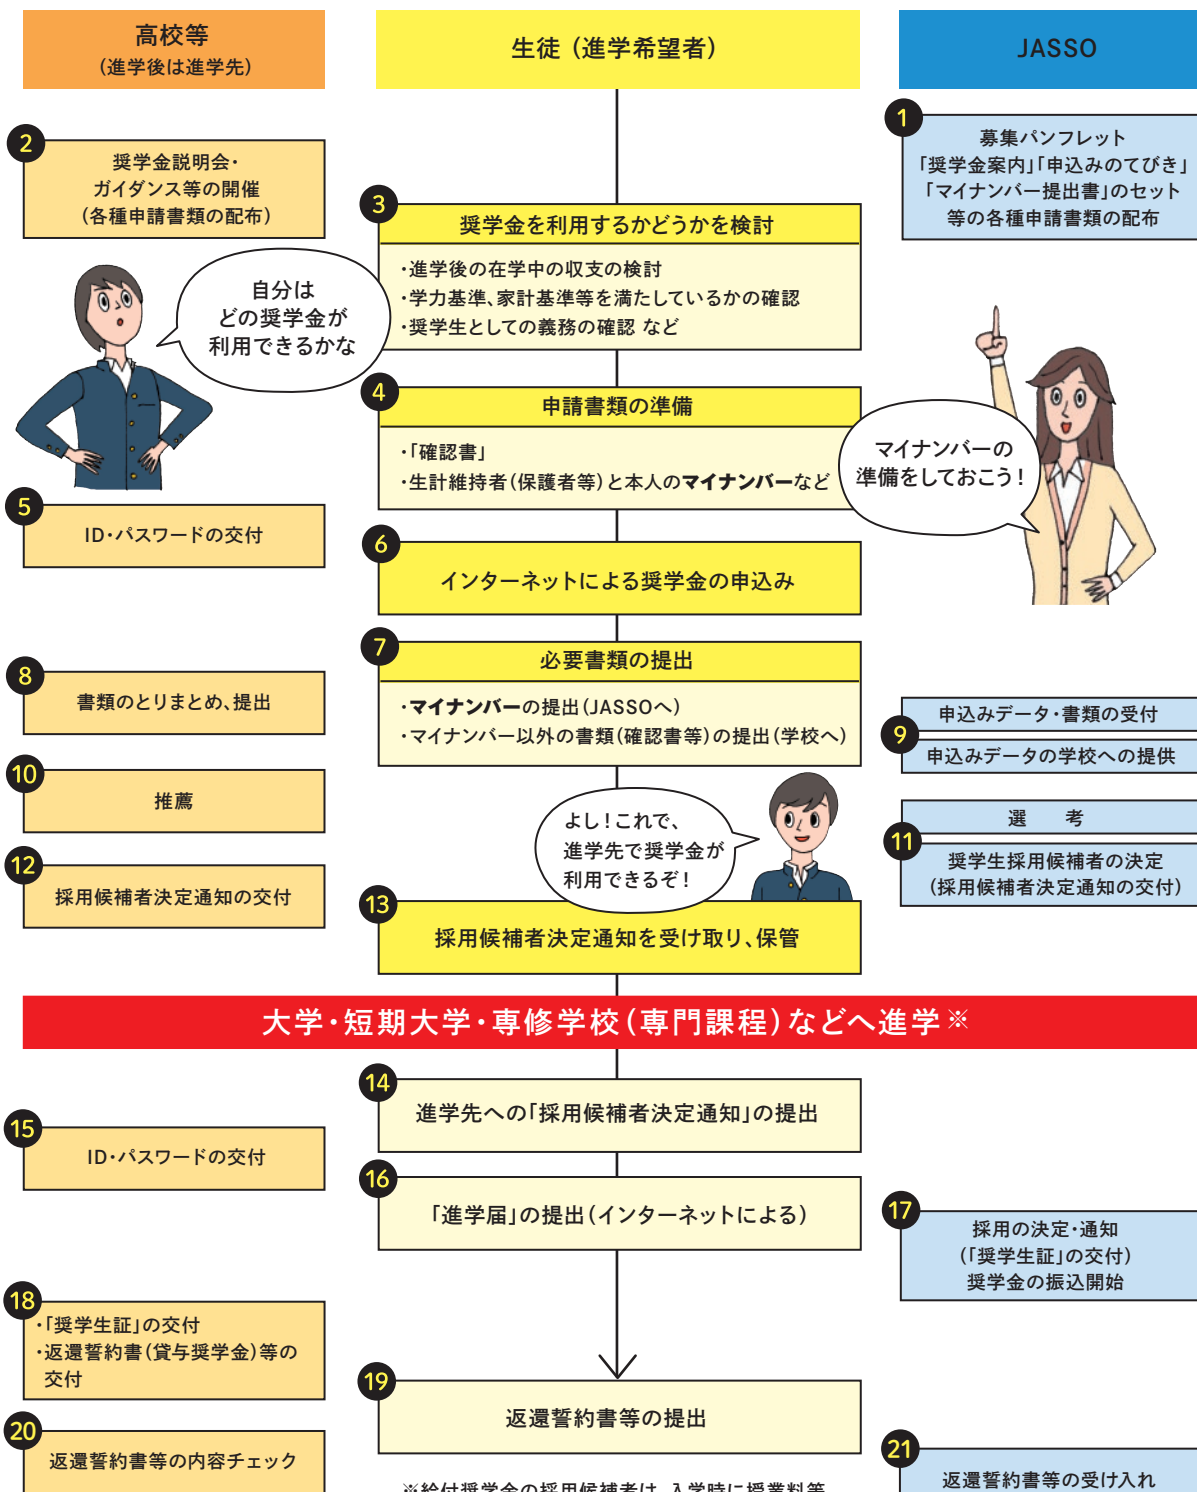 高校等
(進学後は進学先)
生徒(進学希望者)
JASSO
1
募集パンフレット
「奨学金案内」「申込みのてびき」
「マイナンバー提出書」のセット
等の各種申請書類の配布
2
奨学金説明会・
ガイダンス等の開催
(各種申請書類の配布)
3
奨学金を利用するかどうかを検討
・進学後の在学中の収支の検討
・学力基準、家計基準等を満たしているかの確認
・奨学生としての義務の確認 など
自分は
どの奨学金が
利用できるかな
4
申請書類の準備
・「確認書」
・生計維持者(保護者等)と本人のマイナンバーなど
マイナンバーの
準備をしておこう!
5
ID・パスワードの交付
6
インターネットによる奨学金の申込み
7
必要書類の提出
・マイナンバーの提出(JASSOへ)
・マイナンバー以外の書類(確認書等)の提出(学校へ)
8
書類のとりまとめ、提出
9
申込みデータ・書類の受付
申込みデータの学校への提供
10
推薦
11
選 考
奨学生採用候補者の決定
(採用候補者決定通知の交付)
よし!これで、
進学先で奨学金が
利用できるぞ!
12
採用候補者決定通知の交付
13
採用候補者決定通知を受け取り、保管
大学・短期大学・専修学校(専門課程)などへ進学※
14
進学先への「採用候補者決定通知」の提出
15
ID・パスワードの交付
16
「進学届」の提出(インターネットによる)
17
採用の決定・通知
(「奨学生証」の交付)
奨学金の振込開始
18
・「奨学生証」の交付
・返還誓約書(貸与奨学金)等の
交付
19
返還誓約書等の提出
20
返還誓約書等の内容チェック
21
返還誓約書等の受け入れ
※給付奨学金の採用候補者は、入学時に授業料等